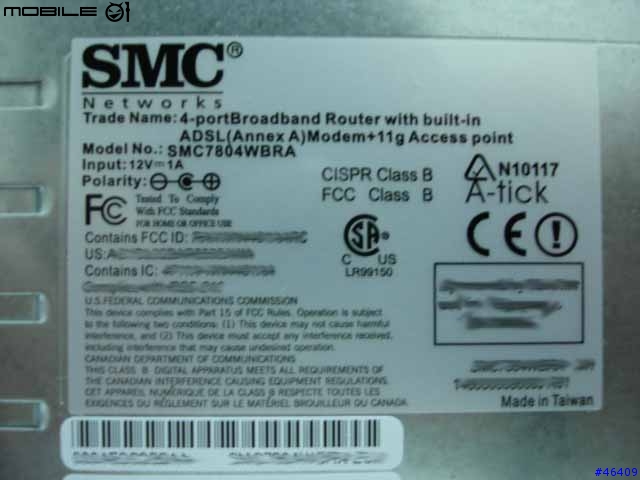 MOBILE01
SMC®
Networks
Trade Name: 4-portBroadband Router with built-in
ADSL(Annex A)Modem+11g Access point
Model No.: SMC7804WBRA
Input: 12V⎓1A
Polarity:
CISPR Class B
FCC Class B
N10117
A-tick
FC
Tested To Comply
With FCC Standards
FOR HOME OR OFFICE USE
SA
C US
LR99150
CE
Contains FCC ID:
US:
Contains IC:
U.S.FEDERAL COMMUNICATIONS COMMISSION
This device complies with Part 15 of FCC Rules. Operation is subject
to the following two conditions: (1) This device may not cause harmful
interference, and (2) This device must accept any interference received,
including interference that may cause undesired operation.
CANADIAN DEPARTMENT OF COMMUNICATIONS
THIS CLASS B DIGITAL APPARATUS MEETS ALL REQUIREMENTS OF
THE CANADIAN INTERFERENCE CAUSING EQUIPMENT REGULATIONS.
CET APPAREIL NUMERIQUE DE LA CLASS B RESPECTE TOUTES LES
EXIGENCES DU RÉGLEMENT SUR LE MATERIEL BROUILLEUR DU CANADA.
Made in Taiwan
#46409